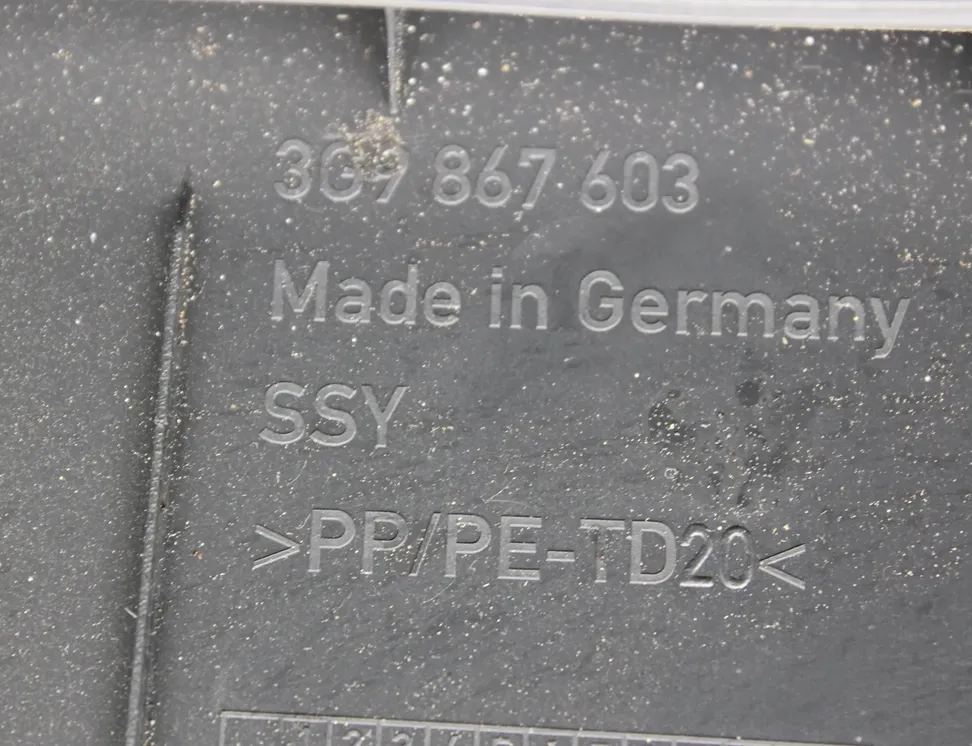 3G9 867 603
Made in Germany
SSY
>PP/PE-TD20<